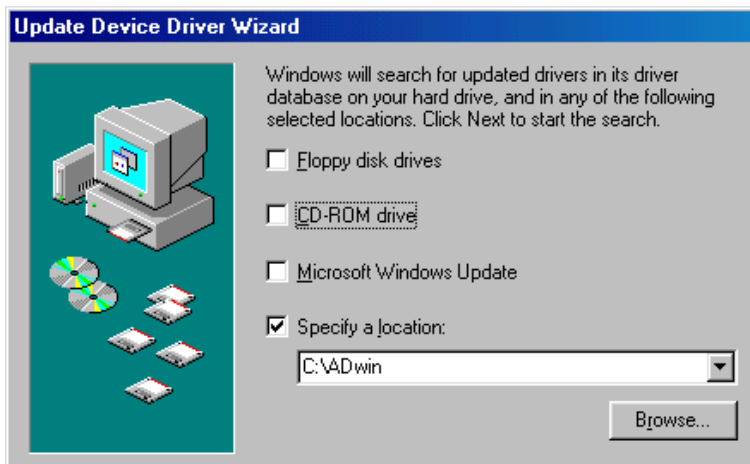 Update Device Driver Wizard
Windows will search for updated drivers in its driver
database on your hard drive, and in any of the following
selected locations. Click Next to start the search.
Floppy disk drives
CD-ROM drive
Microsoft Windows Update
Specify a location:
C:\ADwin
Browse...